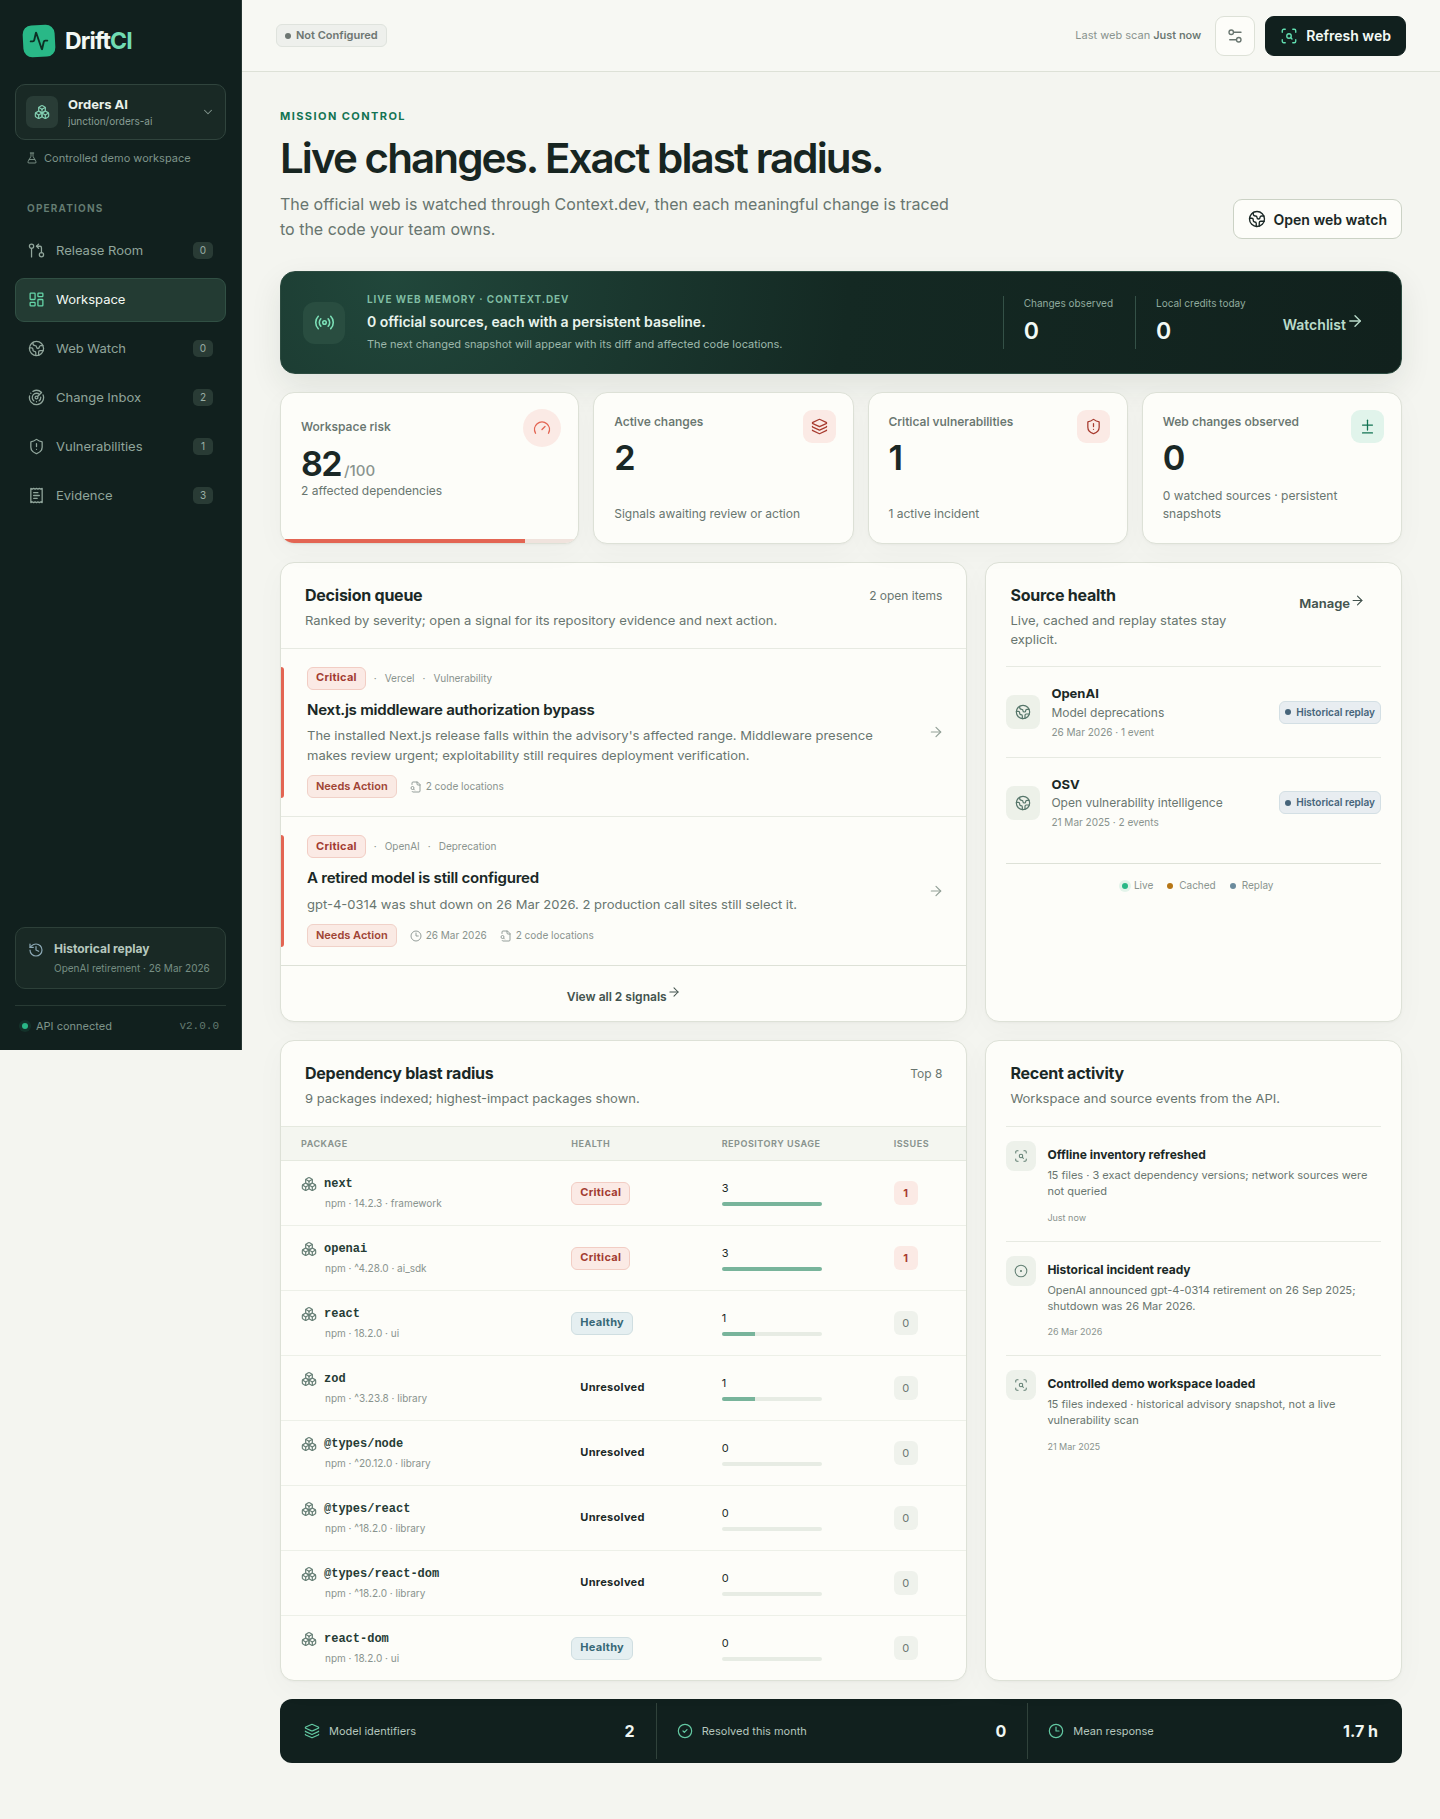 DriftCI
Orders AI
junction/orders-ai
Controlled demo workspace
OPERATIONS
Release Room 0
Workspace
Web Watch 0
Change Inbox 2
Vulnerabilities 1
Evidence 3
Historical replay
OpenAI retirement · 26 Mar 2026
API connected v2.0.0
Not Configured
Last web scan Just now
Refresh web
MISSION CONTROL
Live changes. Exact blast radius.
The official web is watched through Context.dev, then each meaningful change is traced
to the code your team owns.
Open web watch
LIVE WEB MEMORY · CONTEXT.DEV
0 official sources, each with a persistent baseline.
The next changed snapshot will appear with its diff and affected code locations.
Changes observed
0
Local credits today
0
Watchlist
Workspace risk
82/100
2 affected dependencies
Active changes
2
Signals awaiting review or action
Critical vulnerabilities
1
1 active incident
Web changes observed
0
0 watched sources · persistent
snapshots
Decision queue
2 open items
Ranked by severity; open a signal for its repository evidence and next action.
Critical · Vercel · Vulnerability
Next.js middleware authorization bypass
The installed Next.js release falls within the advisory's affected range. Middleware presence
makes review urgent; exploitability still requires deployment verification.
Needs Action 2 code locations
Critical · OpenAI · Deprecation
A retired model is still configured
gpt-4-0314 was shut down on 26 Mar 2026. 2 production call sites still select it.
Needs Action 26 Mar 2026 2 code locations
View all 2 signals
Source health
Manage
Live, cached and replay states stay
explicit.
OpenAI
Model deprecations
26 Mar 2026 · 1 event
Historical replay
OSV
Open vulnerability intelligence
21 Mar 2025 · 2 events
Historical replay
Live Cached Replay
Dependency blast radius
Top 8
9 packages indexed; highest-impact packages shown.
PACKAGE HEALTH REPOSITORY USAGE ISSUES
next
npm · 14.2.3 · framework
Critical 3 1
openai
npm · ^4.28.0 · ai_sdk
Critical 3 1
react
npm · 18.2.0 · ui
Healthy 1 0
zod
npm · ^3.23.8 · library
Unresolved 1 0
@types/node
npm · ^20.12.0 · library
Unresolved 0 0
@types/react
npm · ^18.2.0 · library
Unresolved 0 0
@types/react-dom
npm · ^18.2.0 · library
Unresolved 0 0
react-dom
npm · 18.2.0 · ui
Healthy 0 0
Recent activity
Workspace and source events from the API.
Offline inventory refreshed
15 files · 3 exact dependency versions; network sources were
not queried
Just now
Historical incident ready
OpenAI announced gpt-4-0314 retirement on 26 Sep 2025;
shutdown was 26 Mar 2026.
26 Mar 2026
Controlled demo workspace loaded
15 files indexed · historical advisory snapshot, not a live
vulnerability scan
21 Mar 2025
Model identifiers 2
Resolved this month 0
Mean response 1.7 h